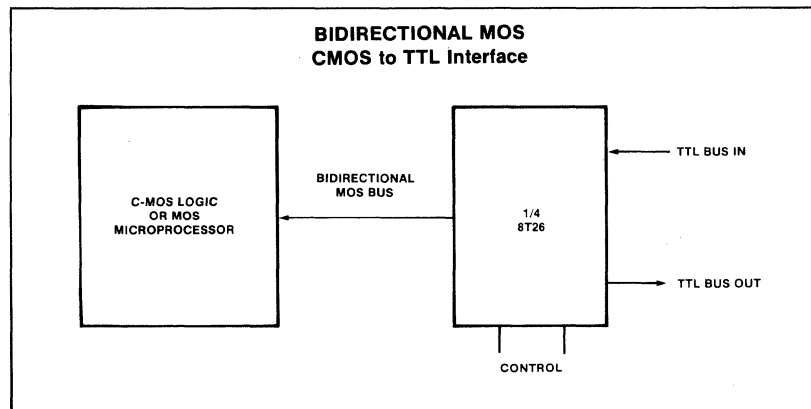 BIDIRECTIONAL MOS
CMOS to TTL Interface
C-MOS LOGIC
OR MOS
MICROPROCESSOR
BIDIRECTIONAL
MOS BUS
1/4
8T26
TTL BUS IN
TTL BUS OUT
CONTROL